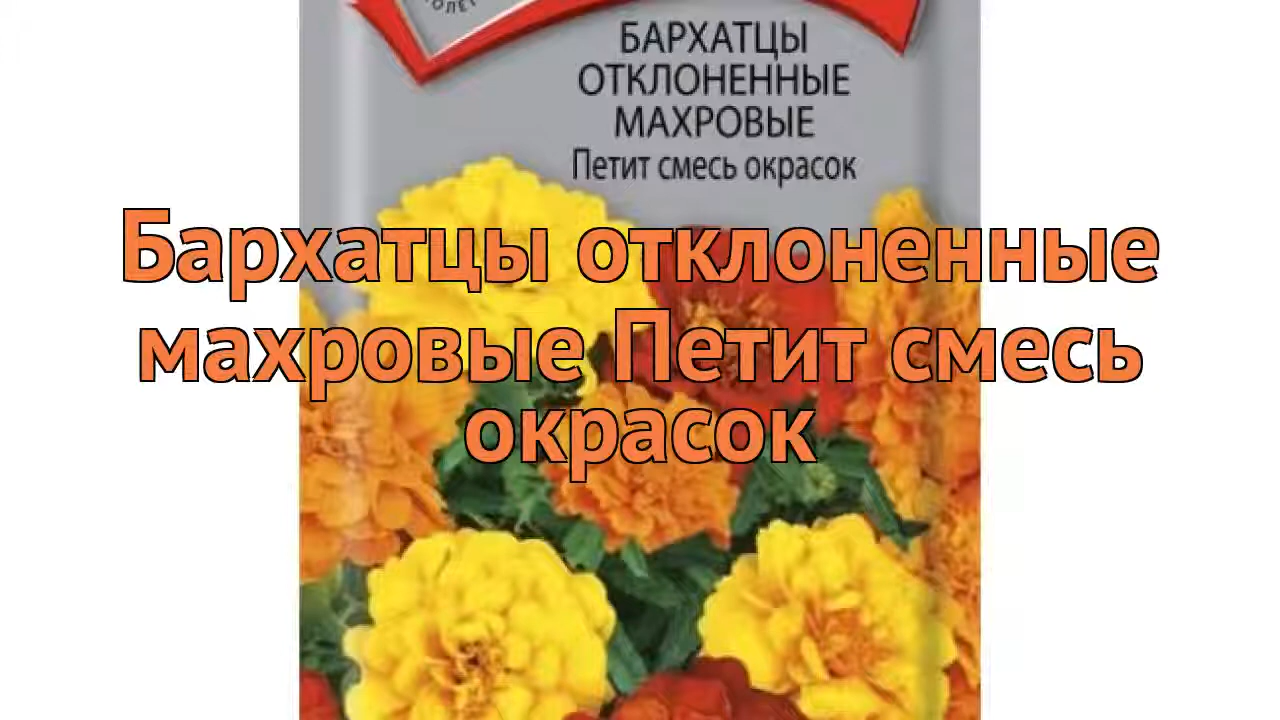 БАРХАТЦЫ
ОТКЛОНЕННЫЕ
МАХРОВЫЕ
Петит смесь окрасок
Бархатцы отклоненные
махровые Петит смесь
окрасок